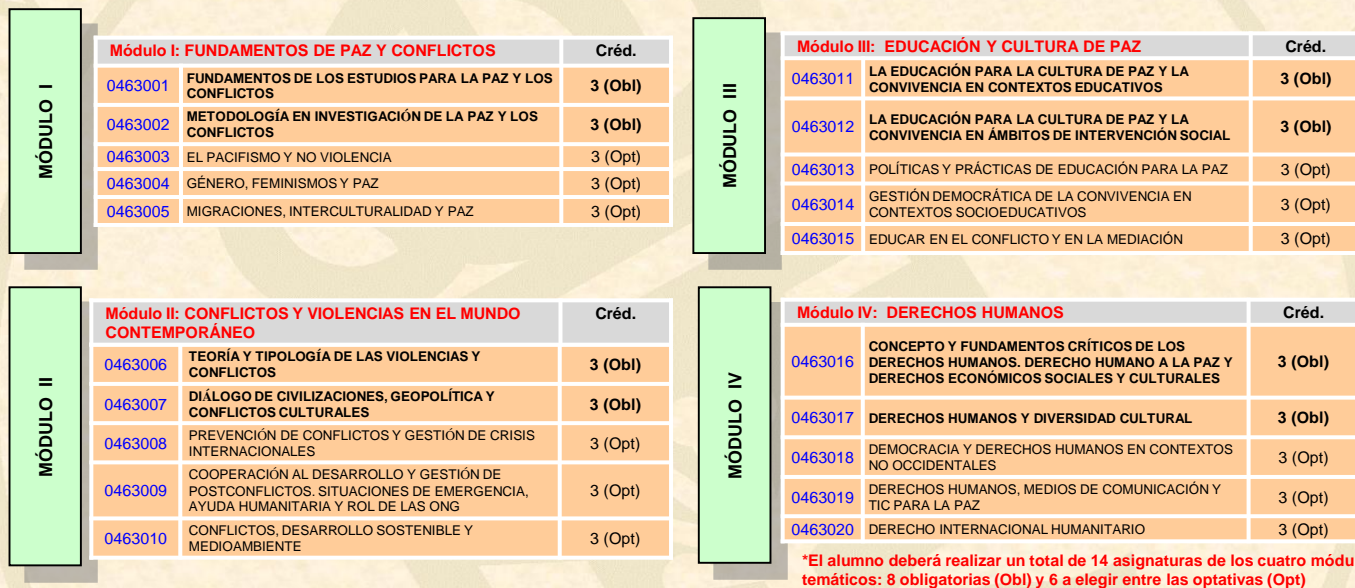 MÓDULO I
Módulo I: FUNDAMENTOS DE PAZ Y CONFLICTOS Créd.
0463001 FUNDAMENTOS DE LOS ESTUDIOS PARA LA PAZ Y LOS
CONFLICTOS 3 (Obl)
0463002 METODOLOGÍA EN INVESTIGACIÓN DE LA PAZ Y LOS
CONFLICTOS 3 (Obl)
0463003 EL PACIFISMO Y NO VIOLENCIA 3 (Opt)
0463004 GÉNERO, FEMINISMOS Y PAZ 3 (Opt)
0463005 MIGRACIONES, INTERCULTURALIDAD Y PAZ 3 (Opt)
MÓDULO II
Módulo II: CONFLICTOS Y VIOLENCIAS EN EL MUNDO Créd.
CONTEMPORÁNEO
0463006 TEORÍA Y TIPOLOGÍA DE LAS VIOLENCIAS Y
CONFLICTOS 3 (Obl)
0463007 DIÁLOGO DE CIVILIZACIONES, GEOPOLÍTICA Y
CONFLICTOS CULTURALES 3 (Obl)
0463008 PREVENCIÓN DE CONFLICTOS Y GESTIÓN DE CRISIS
INTERNACIONALES 3 (Opt)
COOPERACIÓN AL DESARROLLO Y GESTIÓN DE
0463009 POSTCONFLICTOS. SITUACIONES DE EMERGENCIA, 3 (Opt)
AYUDA HUMANITARIA Y ROL DE LAS ONG
0463010 CONFLICTOS, DESARROLLO SOSTENIBLE Y
MEDIOAMBIENTE 3 (Opt)
MÓDULO III
Módulo III: EDUCACIÓN Y CULTURA DE PAZ Créd.
0463011 LA EDUCACIÓN PARA LA CULTURA DE PAZ Y LA
CONVIVENCIA EN CONTEXTOS EDUCATIVOS 3 (Obl)
0463012 LA EDUCACIÓN PARA LA CULTURA DE PAZ Y LA
CONVIVENCIA EN ÁMBITOS DE INTERVENCIÓN SOCIAL 3 (Obl)
0463013 POLÍTICAS Y PRÁCTICAS DE EDUCACIÓN PARA LA PAZ 3 (Opt)
0463014 GESTIÓN DEMOCRÁTICA DE LA CONVIVENCIA EN
CONTEXTOS SOCIOEDUCATIVOS 3 (Opt)
0463015 EDUCAR EN EL CONFLICTO Y EN LA MEDIACIÓN 3 (Opt)
MÓDULO IV
Módulo IV: DERECHOS HUMANOS Créd.
CONCEPTO Y FUNDAMENTOS CRÍTICOS DE LOS
0463016 DERECHOS HUMANOS. DERECHO HUMANO A LA PAZ Y 3 (Obl)
DERECHOS ECONÓMICOS SOCIALES Y CULTURALES
0463017 DERECHOS HUMANOS Y DIVERSIDAD CULTURAL 3 (Obl)
0463018 DEMOCRACIA Y DERECHOS HUMANOS EN CONTEXTOS
NO OCCIDENTALES 3 (Opt)
0463019 DERECHOS HUMANOS, MEDIOS DE COMUNICACIÓN Y
TIC PARA LA PAZ 3 (Opt)
0463020 DERECHO INTERNACIONAL HUMANITARIO 3 (Opt)
*El alumno deberá realizar un total de 14 asignaturas de los cuatro módu
temáticos: 8 obligatorias (Obl) y 6 a elegir entre las optativas (Opt)